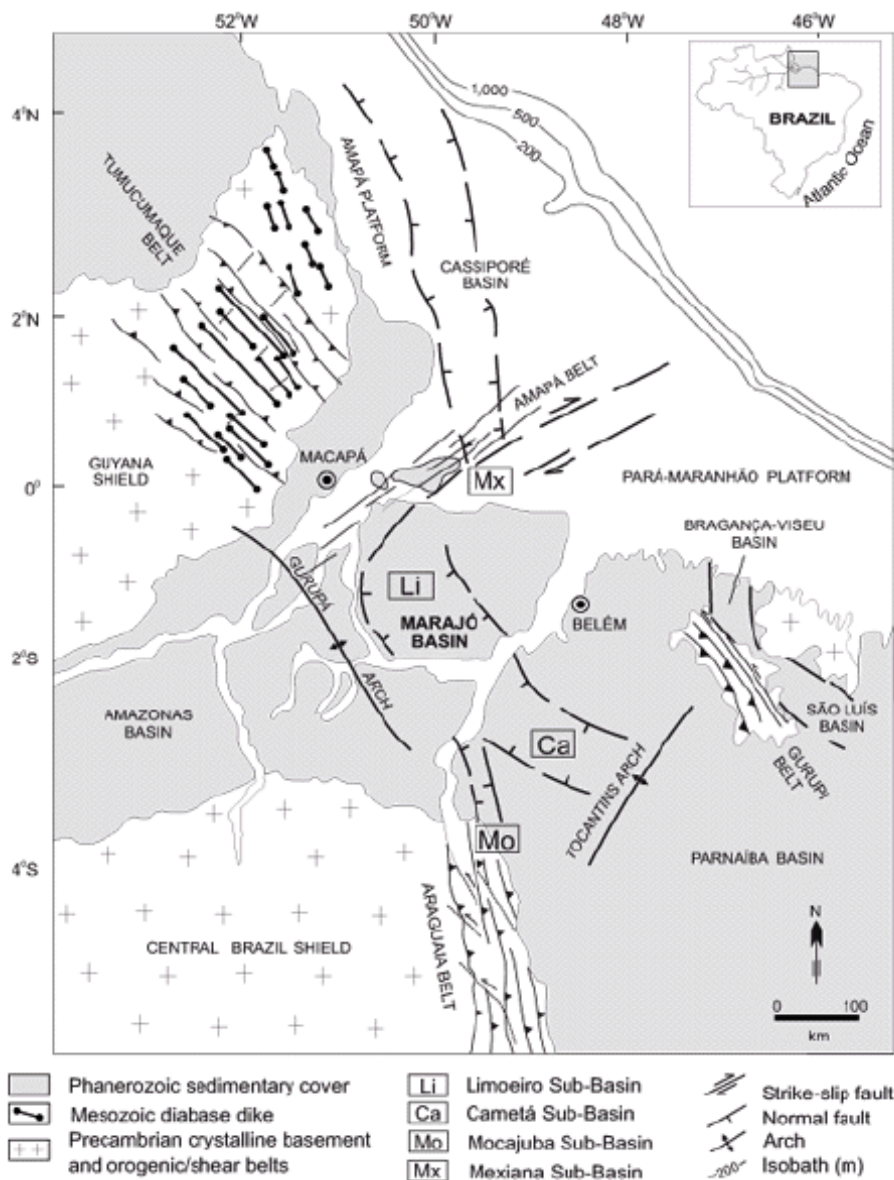 52°W
50°W
48°W
46°W
4°N
2°N
0°
2°S
4°S
1,000
500
200
BRAZIL
Atlantic Ocean
TUMUCUMAQUE
BELT
AMAPÁ PLATFORM
CASSIPORÉ
BASIN
AMAPÁ BELT
GUYANA
SHIELD
MACAPÁ
Mx
PARÁ-MARANHÃO PLATFORM
BRAGANÇA-VISEU
BASIN
GURUPÁ
ARCH
Li
MARAJÓ
BASIN
BELÉM
AMAZONAS
BASIN
SÃO LUÍS
BASIN
GURUPI
BELT
Ca
TOCANTINS ARCH
Mo
PARNAÍBA BASIN
ARAGUAIA BELT
CENTRAL BRAZIL SHIELD
N
0 100
km
Phanerozoic sedimentary cover
Mesozoic diabase dike
Precambrian crystalline basement
and orogenic/shear belts
Li Limoeiro Sub-Basin
Ca Cametá Sub-Basin
Mo Mocajuba Sub-Basin
Mx Mexiana Sub-Basin
Strike-slip fault
Normal fault
Arch
-200- Isobath (m)